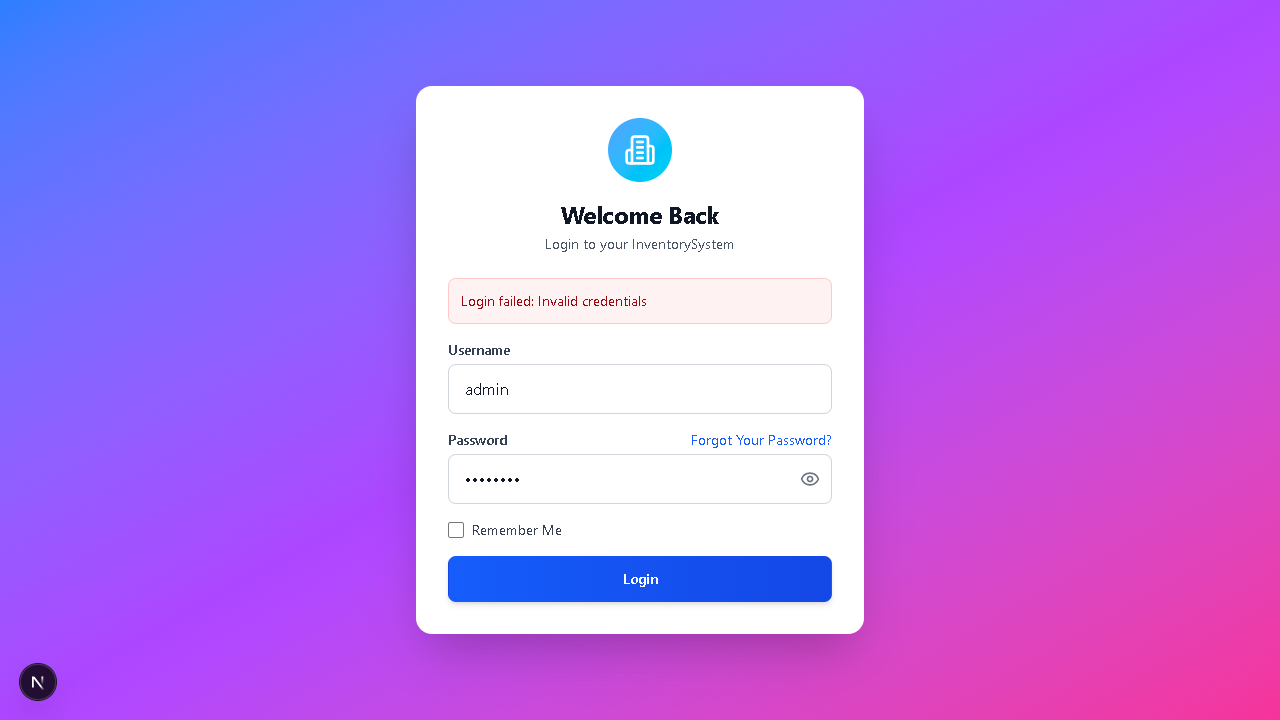 Welcome Back
Login to your InventorySystem
Login failed: Invalid credentials
Username
admin
Password
Forgot Your Password?
••••••••
Remember Me
Login
N